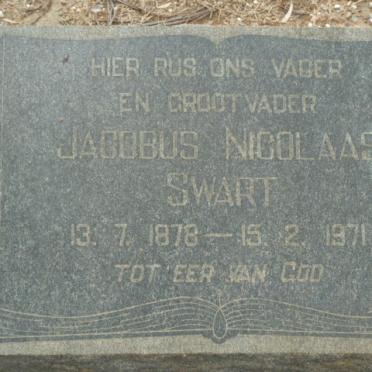 HIER RUS ONS VADER
EN GROOTVADER
JACOBUS NICOLAAS
SWART
13. 7. 1878 — 15. 2. 1971
TOT EER VAN GOD